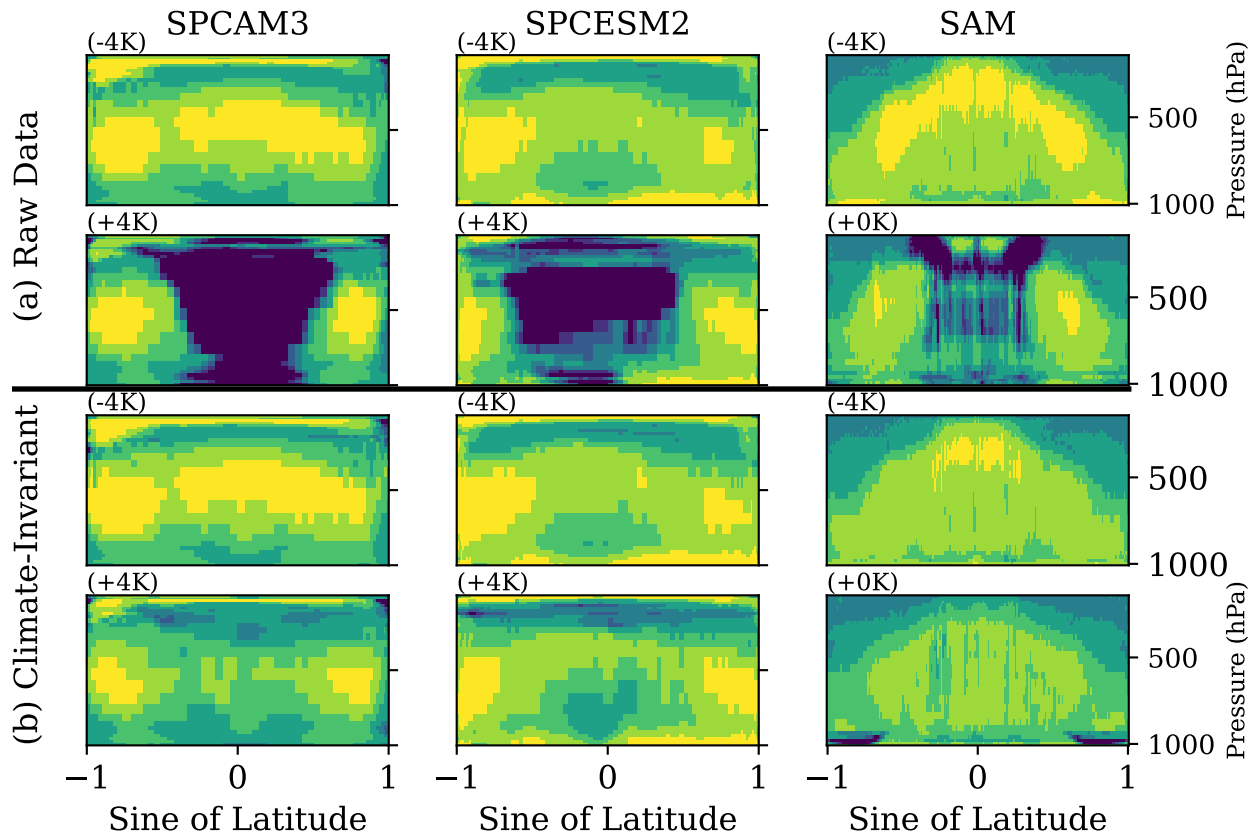 SPCAM3 SPCESM2 SAM
(-4K) (-4K) (-4K)
(a) Raw Data
500
1000
Pressure (hPa)
(+4K) (+4K) (+0K)
500
1000
(b) Climate-Invariant
(-4K) (-4K) (-4K)
500
1000
(+4K) (+4K) (+0K)
500
1000
Pressure (hPa)
−1 0 1 −1 0 1 −1 0 1
Sine of Latitude Sine of Latitude Sine of Latitude